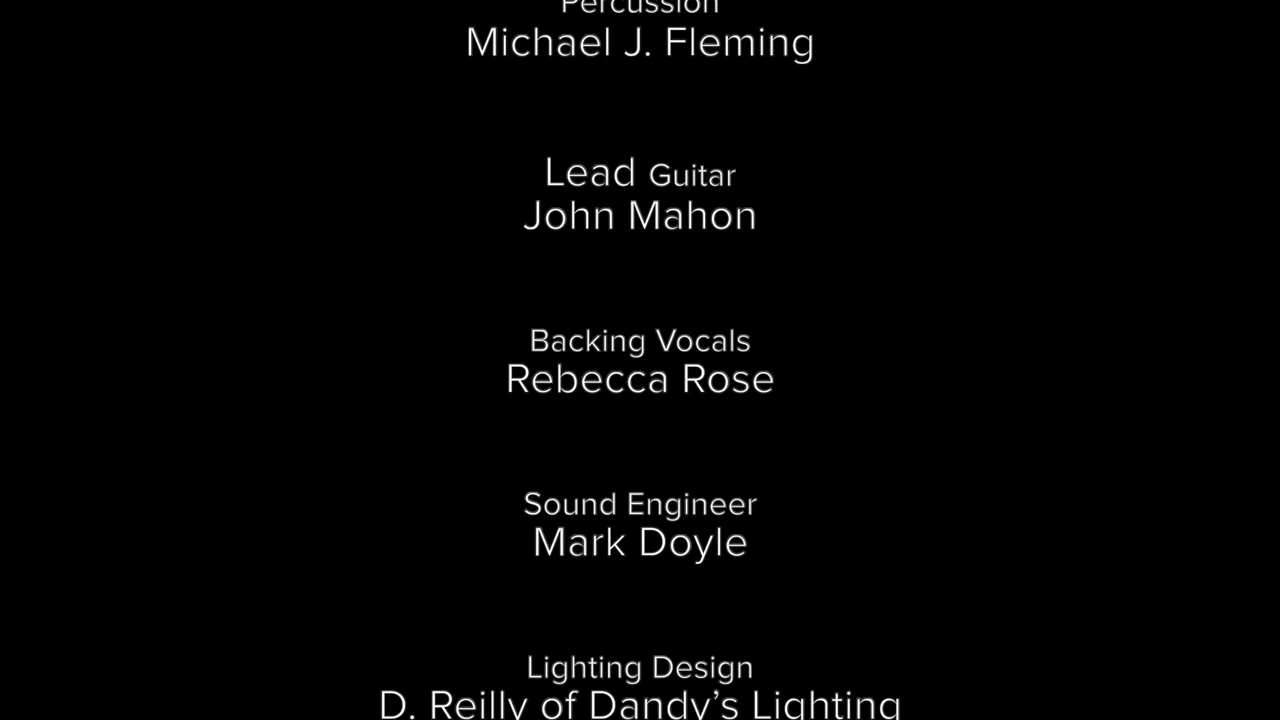 Percussion
Michael J. Fleming
Lead Guitar
John Mahon
Backing Vocals
Rebecca Rose
Sound Engineer
Mark Doyle
Lighting Design
D. Reilly of Dandy’s Lighting